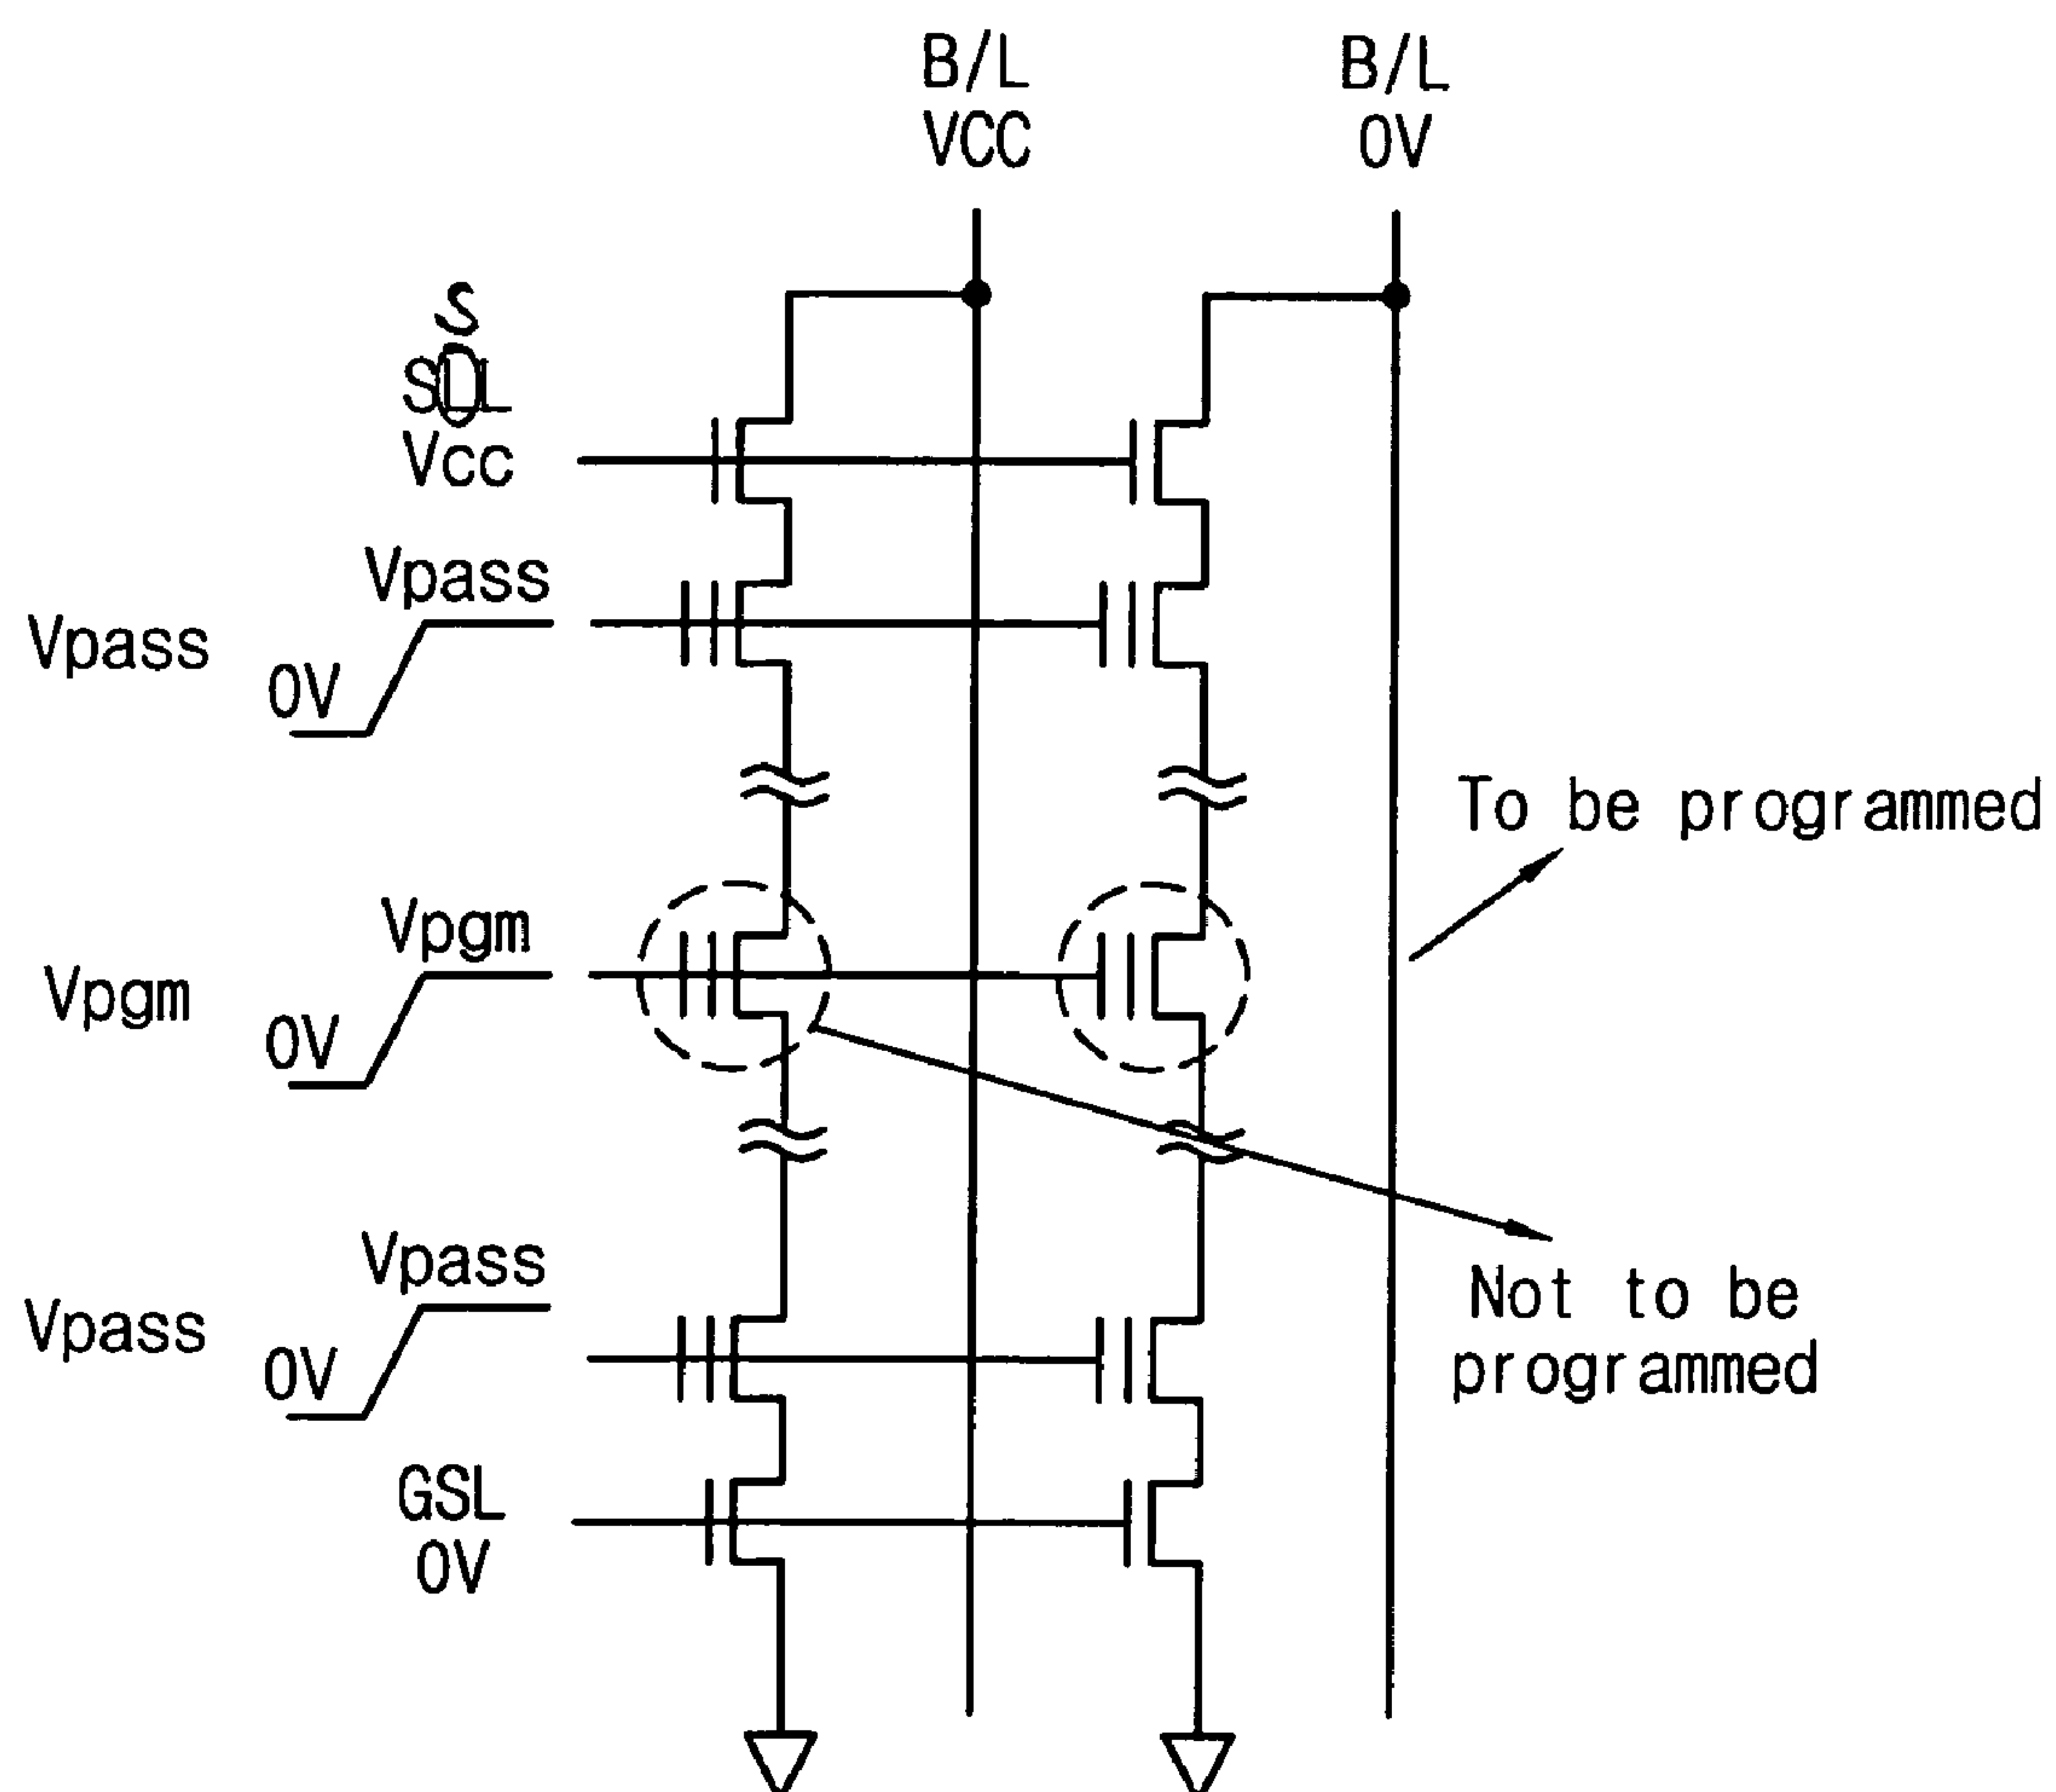 B/L
VCC
B/L
0V
S
SDL
Vcc
Vpass
Vpass
0V
To be programmed
Vpgm
Vpgm
0V
Vpass
Vpass
0V
Not to be
programmed
GSL
0V